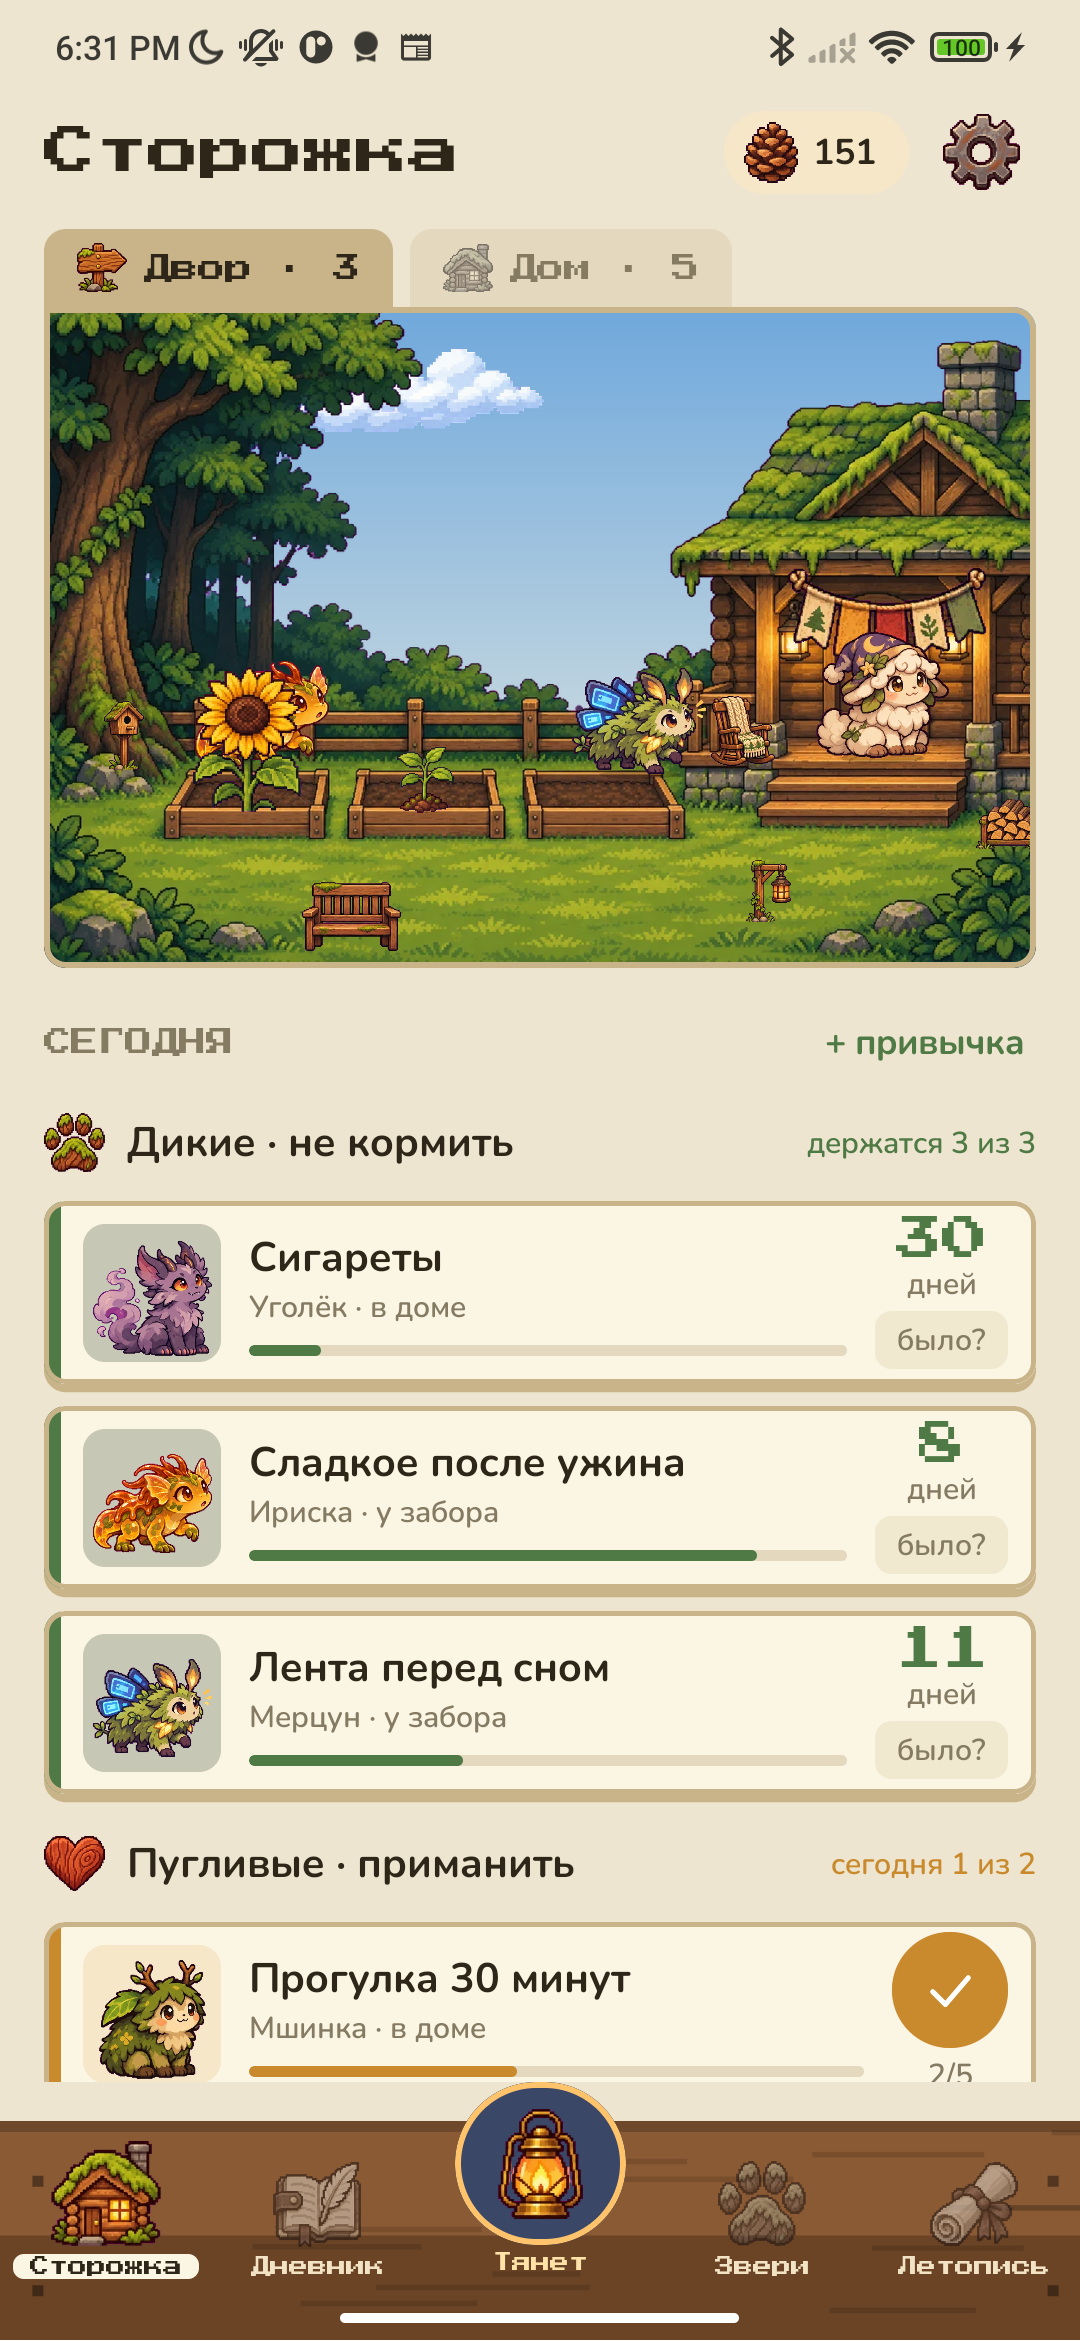 6:31 PM
100
Сторожка
151
Двор · 3
Дом · 5
СЕГОДНЯ
+ привычка
Дикие · не кормить
держатся 3 из 3
Сигареты
Уголёк · в доме
30
дней
было?
Сладкое после ужина
Ириска · у забора
8
дней
было?
Лента перед сном
Мерцун · у забора
11
дней
было?
Пугливые · приманить
сегодня 1 из 2
Прогулка 30 минут
Мшинка · в доме
2/5
Сторожка
Дневник
Тянет
Звери
Летопись